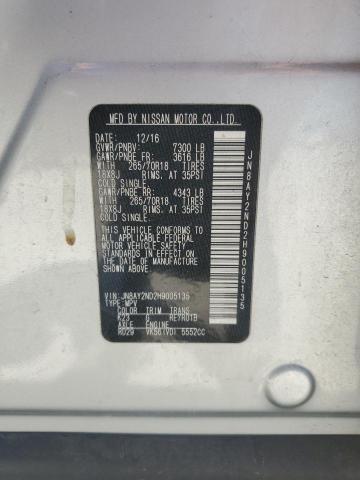 MFD BY NISSAN MOTOR CO.,LTD.
DATE: 12/16
GVWR/PNBV 7300 LB
GAWR/PNBE FR: 3616 LB
WITH 265/70R18 TIRES
18X8J RIMS. AT 35PSI
COLD SINGLE.
GAWR/PNBE RR: 4343 LB
WITH 265/70R18 TIRES
18X8J RIMS. AT 35PSI
COLD SINGLE.
THIS VEHICLE CONFORMS TO
ALL APPLICABLE FEDERAL
MOTOR VEHICLE SAFETY
STANDARDS IN EFFECT ON
THE DATE OF MANUFACTURE
SHOWN ABOVE.
VIN: JN8AY2ND2H9005135
TYPE: MPV
COLOR TRIM TRANS
K23 G RE7R01B
AXLE ENGINE
RD29 VK56(VD) 5552CC
JN8AY2ND2H9005135